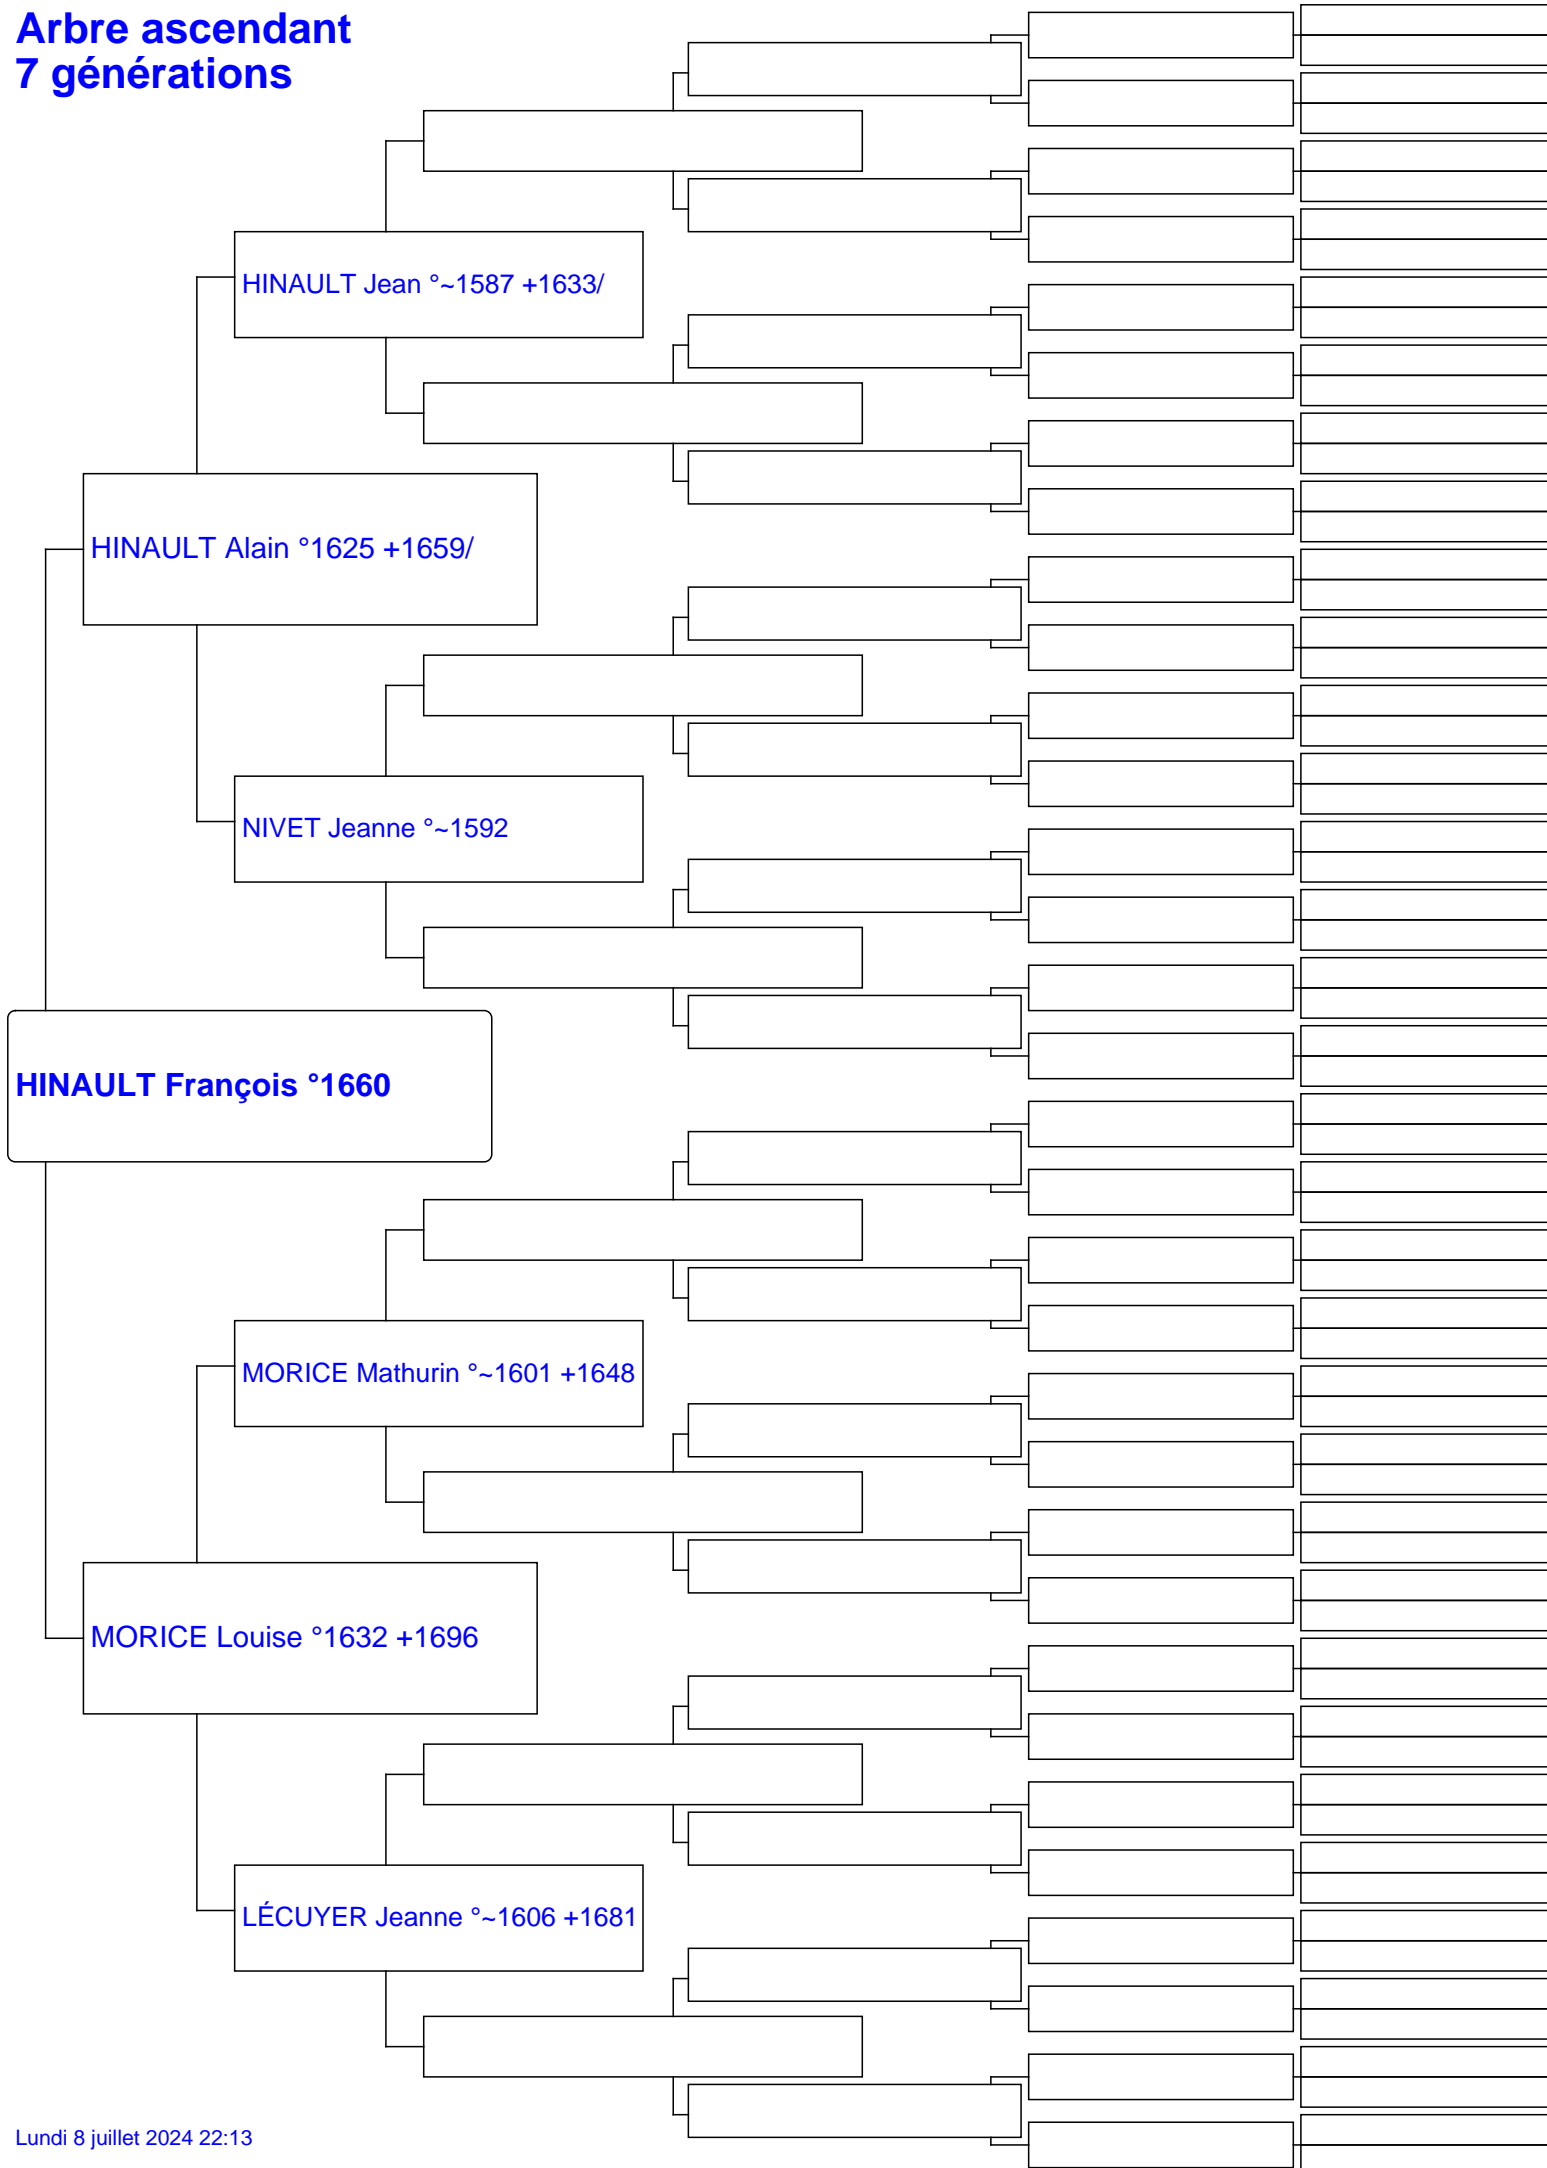 Arbre ascendant
7 générations
HINAULT Jean °~1587 +1633/
HINAULT Alain °1625 +1659/
NIVET Jeanne °~1592
HINAULT François °1660
MORICE Mathurin °~1601 +1648
MORICE Louise °1632 +1696
LÉCUYER Jeanne °~1606 +1681
Lundi 8 juillet 2024 22:13